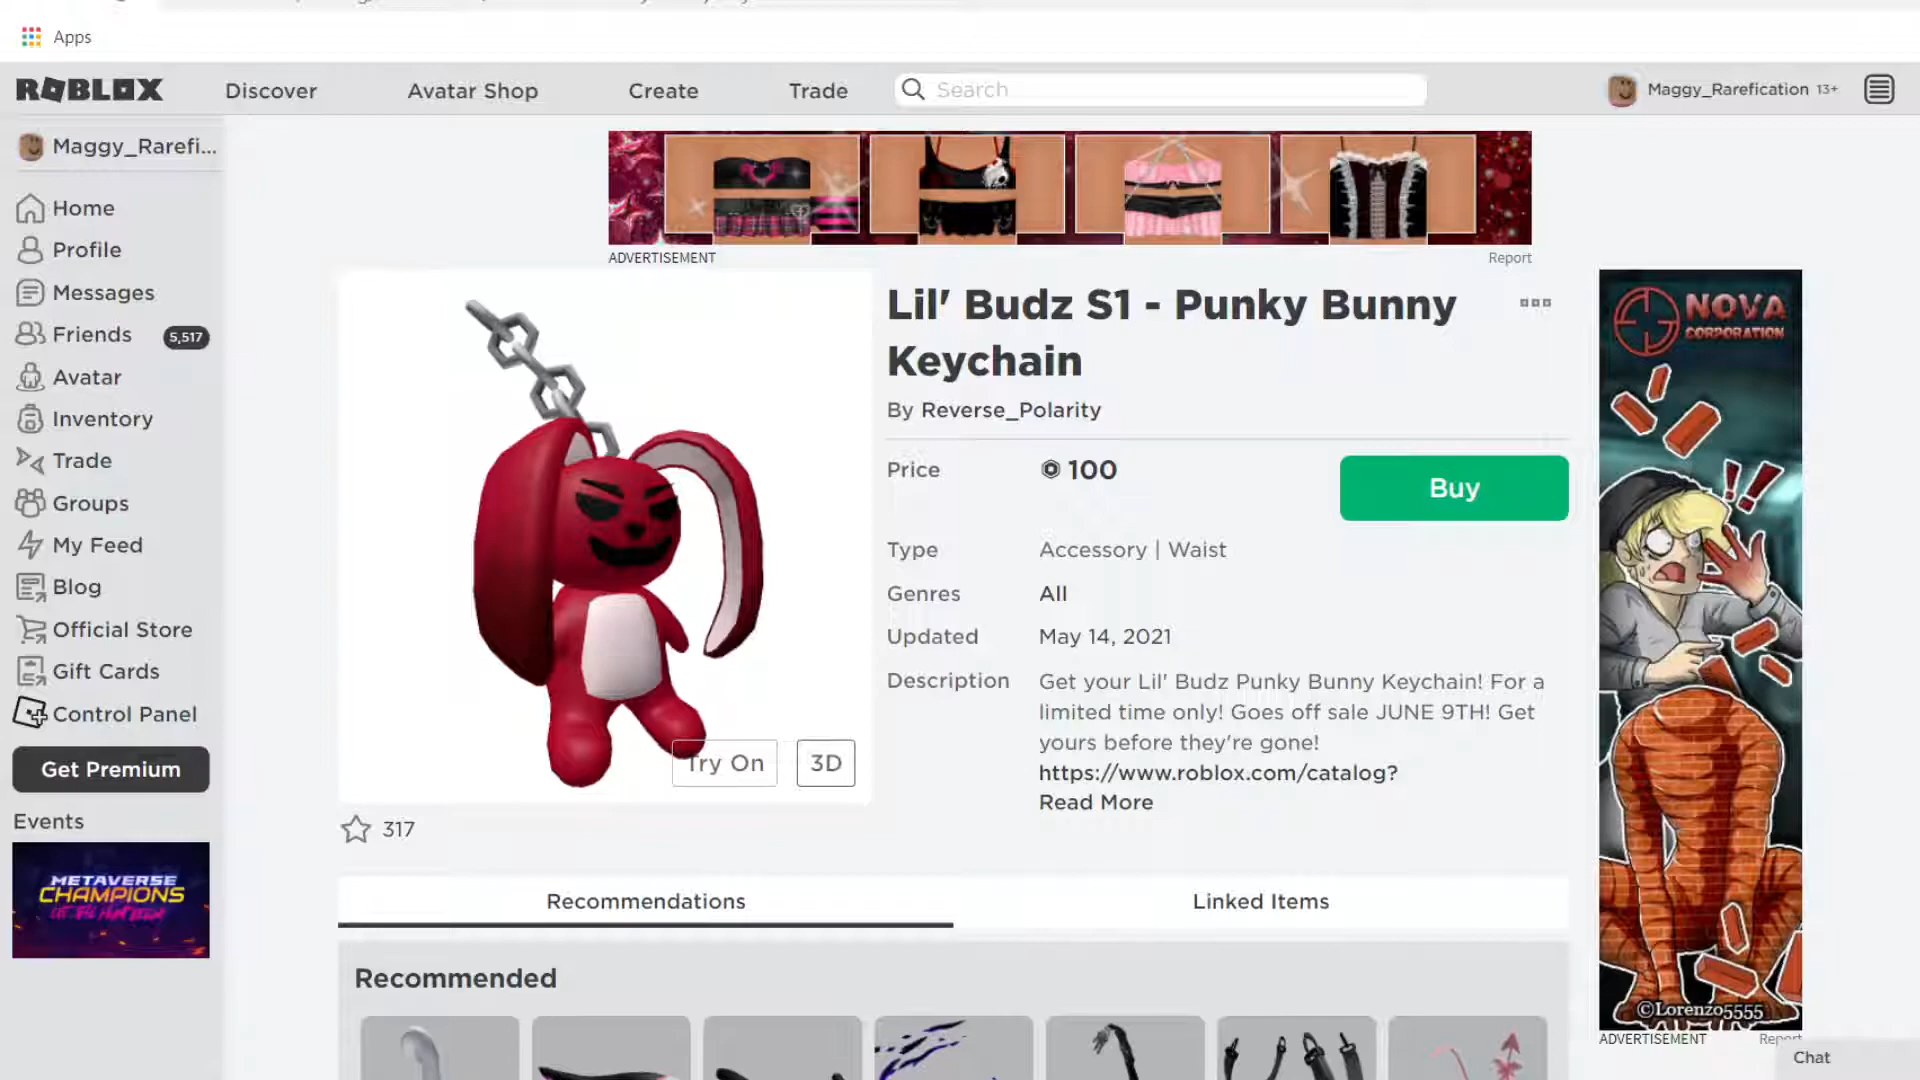 Apps
ROBLOX
Discover
Avatar Shop
Create
Trade
Search
Maggy_Rarefication 13+
Maggy_Rarefi...
Home
Profile
Messages
Friends
5,517
Avatar
Inventory
Trade
Groups
My Feed
Blog
Official Store
Gift Cards
Control Panel
Get Premium
Events
METAVERSE
CHAMPIONS
ADVERTISEMENT
Report
Try On
3D
317
Lil' Budz S1 - Punky Bunny
Keychain
By Reverse_Polarity
Price
100
Buy
Type
Accessory | Waist
Genres
All
Updated
May 14, 2021
Description
Get your Lil' Budz Punky Bunny Keychain! For a
limited time only! Goes off sale JUNE 9TH! Get
yours before they're gone!
https://www.roblox.com/catalog?
Read More
Recommendations
Linked Items
Recommended
NOVA
CORPORATION
!!
©Lorenzo5555
ADVERTISEMENT
Chat